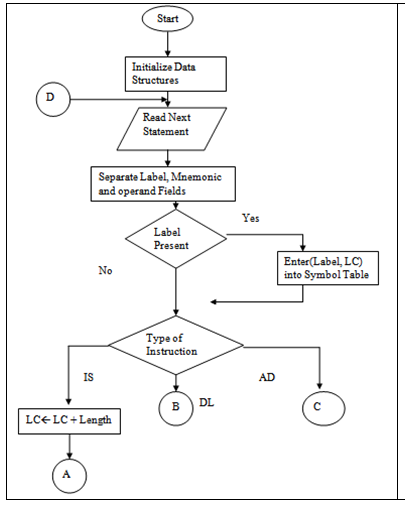 Start
Initialize Data
Structures
D
Read Next
Statement
Separate Label, Mnemonic
and operand Fields
Label
Present
Yes
Enter(Label, LC)
into Symbol Table
No
Type of
Instruction
IS
DL
AD
LC← LC + Length
B
C
A